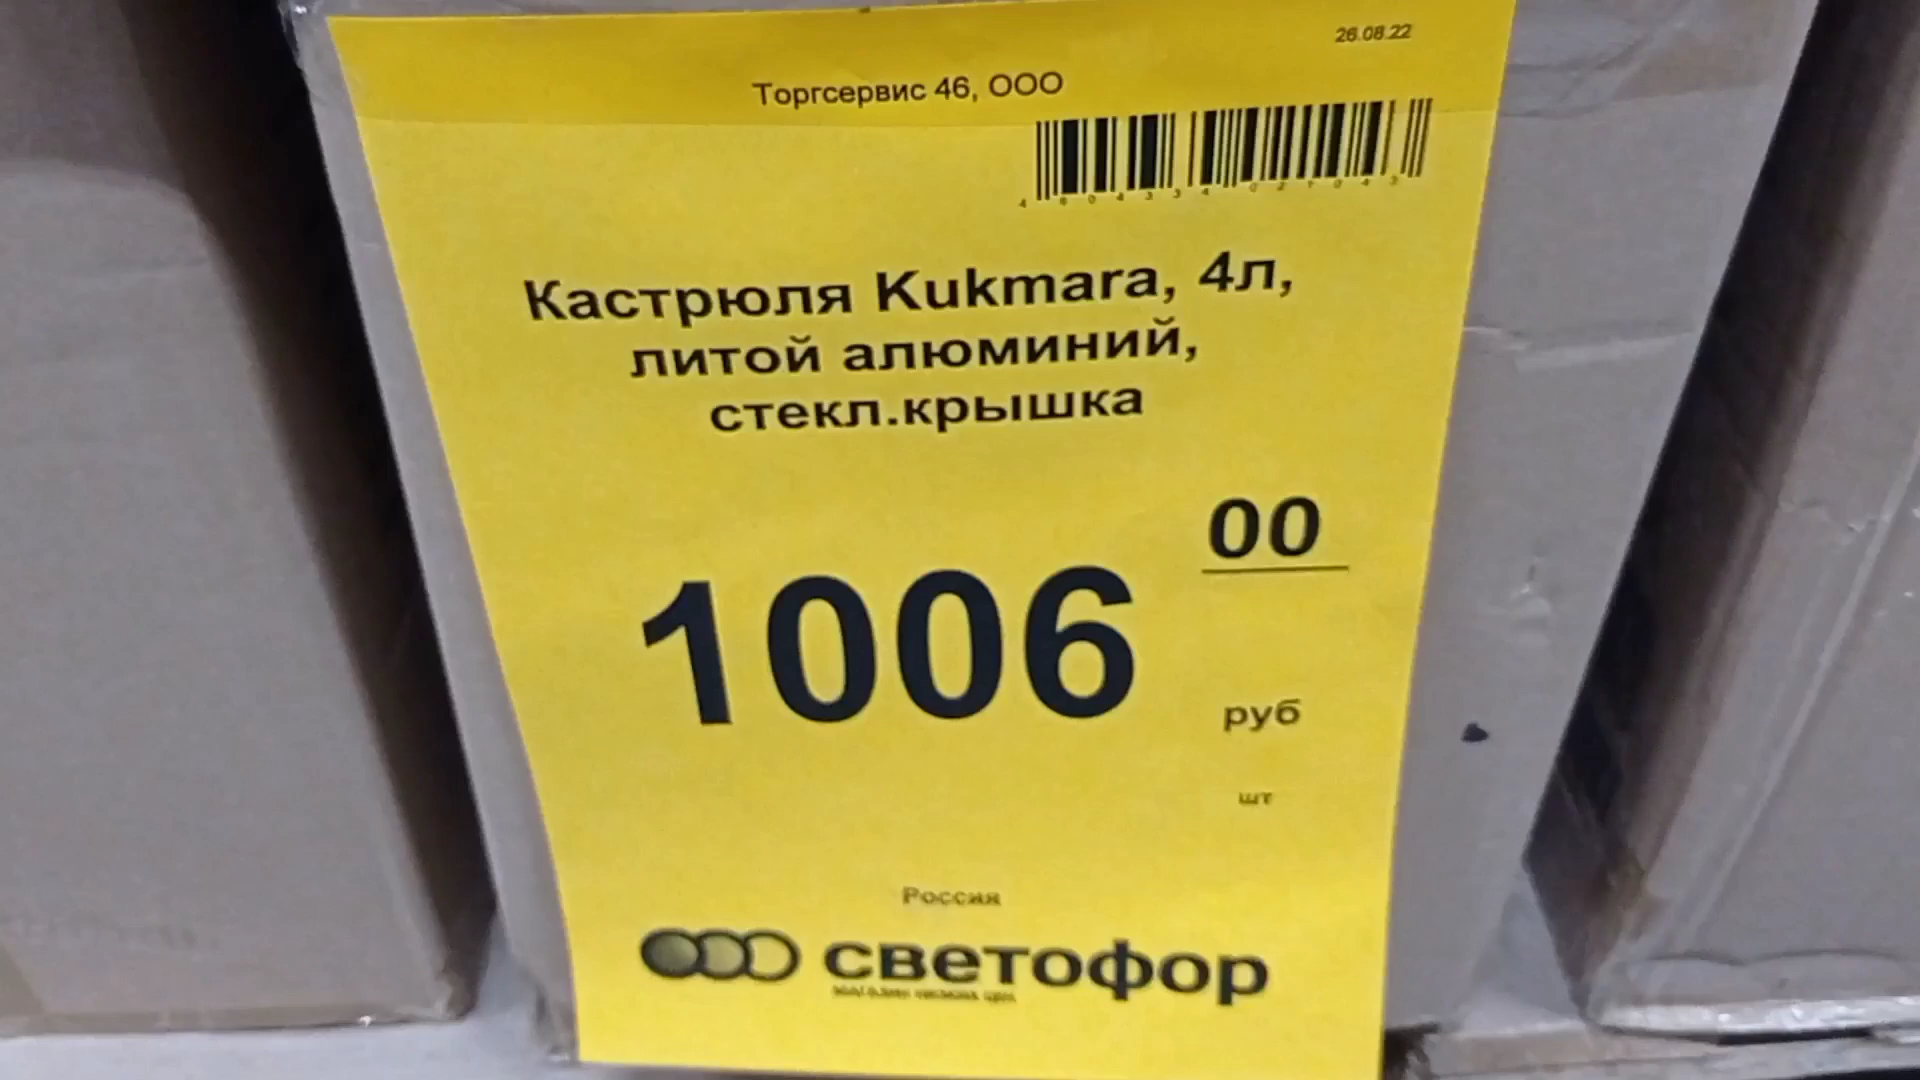 26.08.22
Торгсервис 46, ООО
Кастрюля Kukmara, 4л,
литой алюминий,
стекл.крышка
1006 00
руб
шт
Россия
светофор